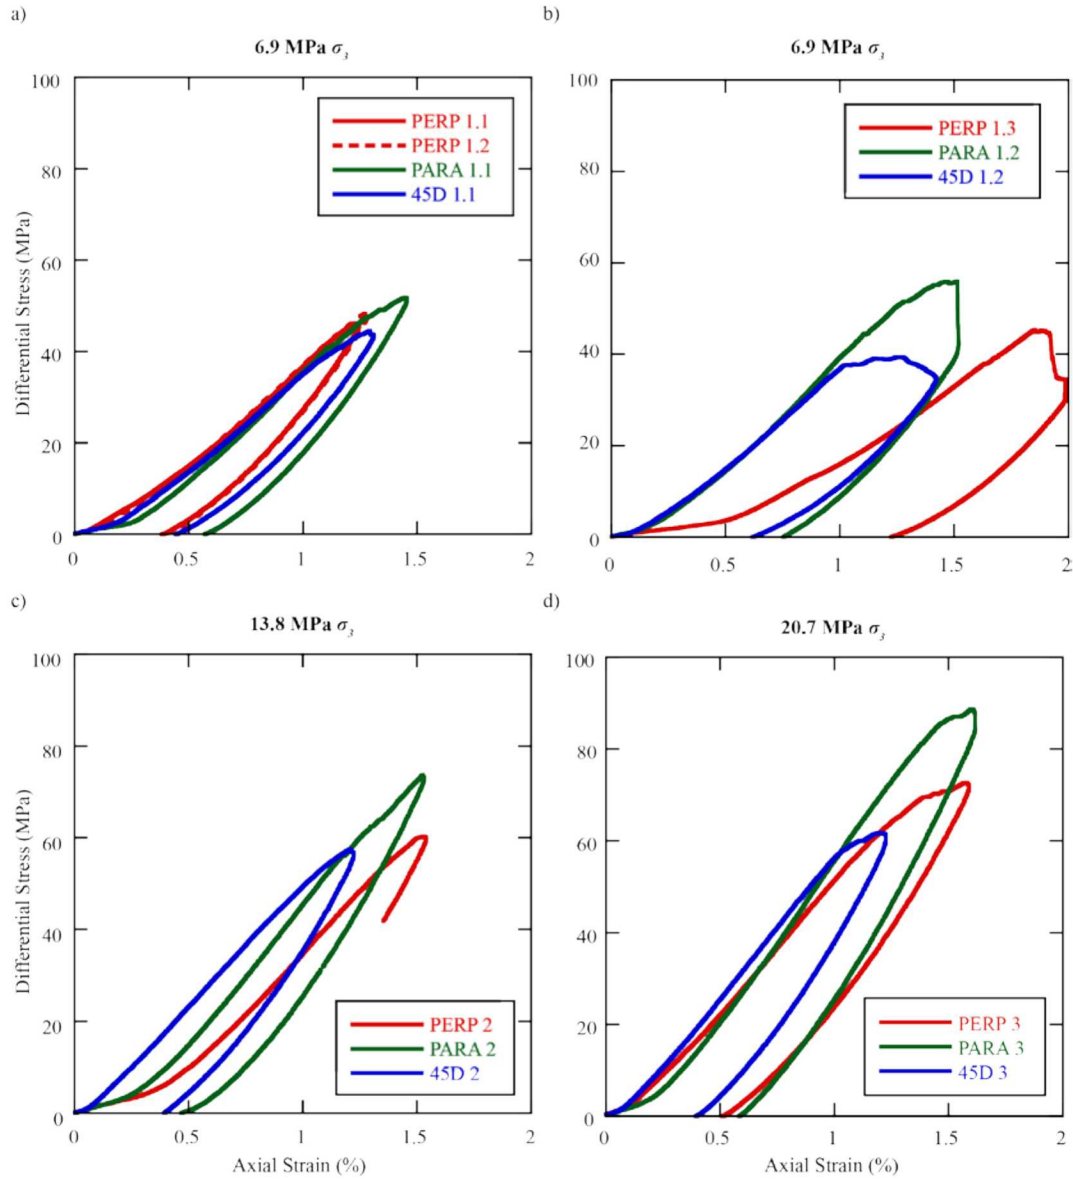 a)
6.9 MPa σ₃
100
80
60
40
20
0
Differential Stress (MPa)
PERP 1.1
PERP 1.2
PARA 1.1
45D 1.1
0 0.5 1 1.5 2
b)
6.9 MPa σ₃
100
80
60
40
20
0
PERP 1.3
PARA 1.2
45D 1.2
0 0.5 1 1.5 2
c)
13.8 MPa σ₃
100
80
60
40
20
0
Differential Stress (MPa)
PERP 2
PARA 2
45D 2
0 0.5 1 1.5 2
Axial Strain (%)
d)
20.7 MPa σ₃
100
80
60
40
20
0
PERP 3
PARA 3
45D 3
0 0.5 1 1.5 2
Axial Strain (%)